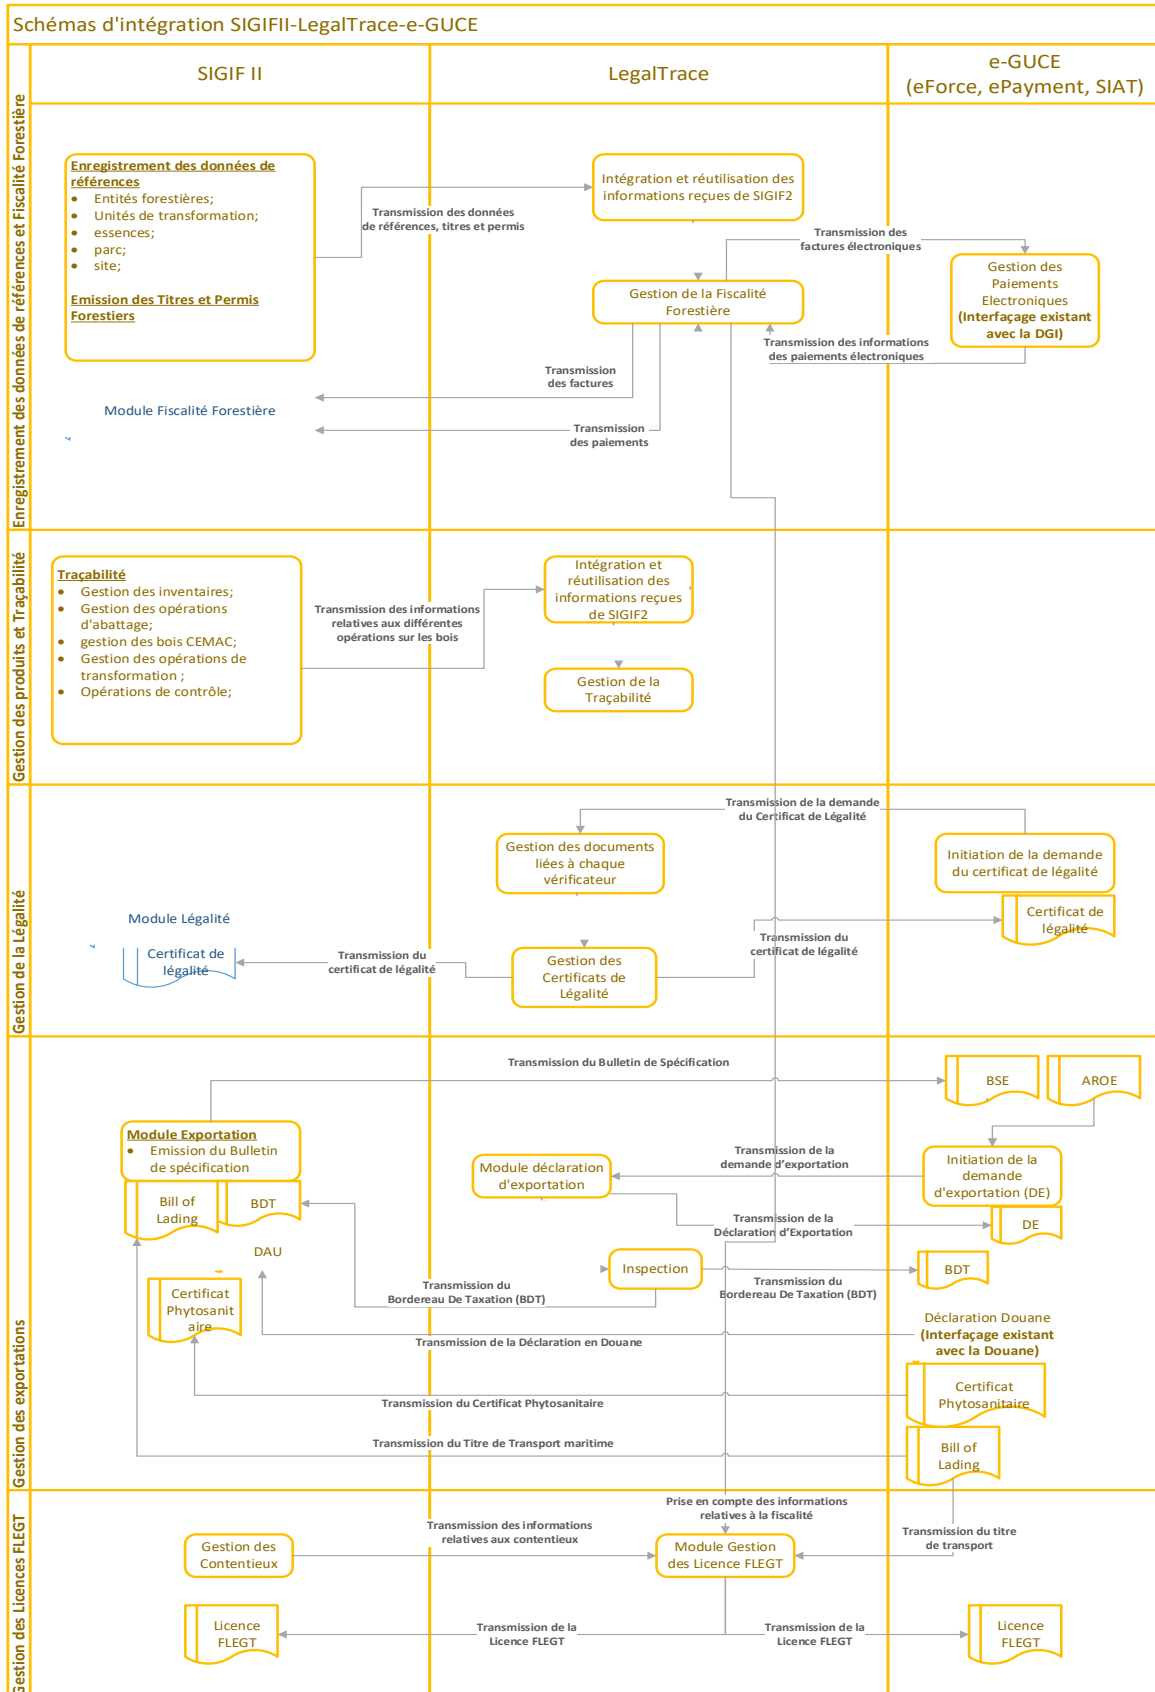 Schémas d'intégration SIGIFII-LegalTrace-e-GUCE
SIGIF II
LegalTrace
e-GUCE
(eForce, ePayment, SIAT)
Enregistrement des données de références et Fiscalité Forestière
Enregistrement des données de
références
• Entités forestières;
• Unités de transformation;
• essences;
• parc;
• site;
Emission des Titres et Permis
Forestiers
Transmission des données
de références, titres et permis
Intégration et réutilisation des
informations reçues de SIGIF2
Transmission des
factures électroniques
Gestion des
Paiements
Electroniques
(Interfaçage existant
avec la DGI)
Gestion de la Fiscalité
Forestière
Transmission des informations
des paiements électroniques
Transmission
des factures
Module Fiscalité Forestière
Transmission
des paiements
Gestion des produits et Traçabilité
Traçabilité
• Gestion des inventaires;
• Gestion des opérations
d'abattage;
• gestion des bois CEMAC;
• Gestion des opérations de
transformation ;
• Opérations de contrôle;
Transmission des informations
relatives aux différentes
opérations sur les bois
Intégration et
réutilisation des
informations reçues
de SIGIF2
Gestion de la
Traçabilité
Gestion de la Légalité
Transmission de la demande
du Certificat de Légalité
Gestion des documents
liées à chaque
vérificateur
Initiation de la demande
du certificat de légalité
Certificat de
légalité
Module Légalité
Certificat de
légalité
Transmission du
certificat de légalité
Gestion des
Certificats de
Légalité
Transmission du
certificat de légalité
Gestion des exportations
Transmission du Bulletin de Spécification
BSE
AROE
Module Exportation
• Emission du Bulletin
de spécification
Bill of
Lading
BDT
Module déclaration
d'exportation
Transmission de la
demande d’exportation
Initiation de la
demande
d'exportation (DE)
Transmission de la
Déclaration d’Exportation
DE
DAU
Inspection
BDT
Transmission du
Bordereau De Taxation (BDT)
Transmission du
Bordereau De Taxation (BDT)
Certificat
Phytosanit
aire
Transmission de la Déclaration en Douane
Déclaration Douane
(Interfaçage existant
avec la Douane)
Transmission du Certificat Phytosanitaire
Certificat
Phytosanitaire
Transmission du Titre de Transport maritime
Bill of
Lading
Gestion des Licences FLEGT
Prise en compte des informations
relatives à la fiscalité
Transmission des informations
relatives aux contentieux
Transmission du titre
de transport
Gestion des
Contentieux
Module Gestion
des Licence FLEGT
Licence
FLEGT
Transmission de la
Licence FLEGT
Transmission de la
Licence FLEGT
Licence
FLEGT